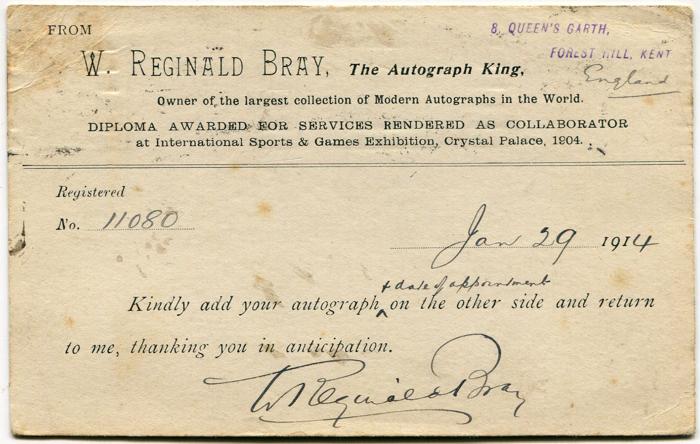 FROM
8, QUEEN'S GARTH,
FOREST HILL, KENT
England
W. REGINALD BRAY, The Autograph King,
Owner of the largest collection of Modern Autographs in the World.
DIPLOMA AWARDED FOR SERVICES RENDERED AS COLLABORATOR
at International Sports & Games Exhibition, Crystal Palace, 1904.
Registered
No. 11080
Jan 29 1914
+ date of appointment
Kindly add your autograph ^ on the other side and return
to me, thanking you in anticipation.
W Reginald Bray